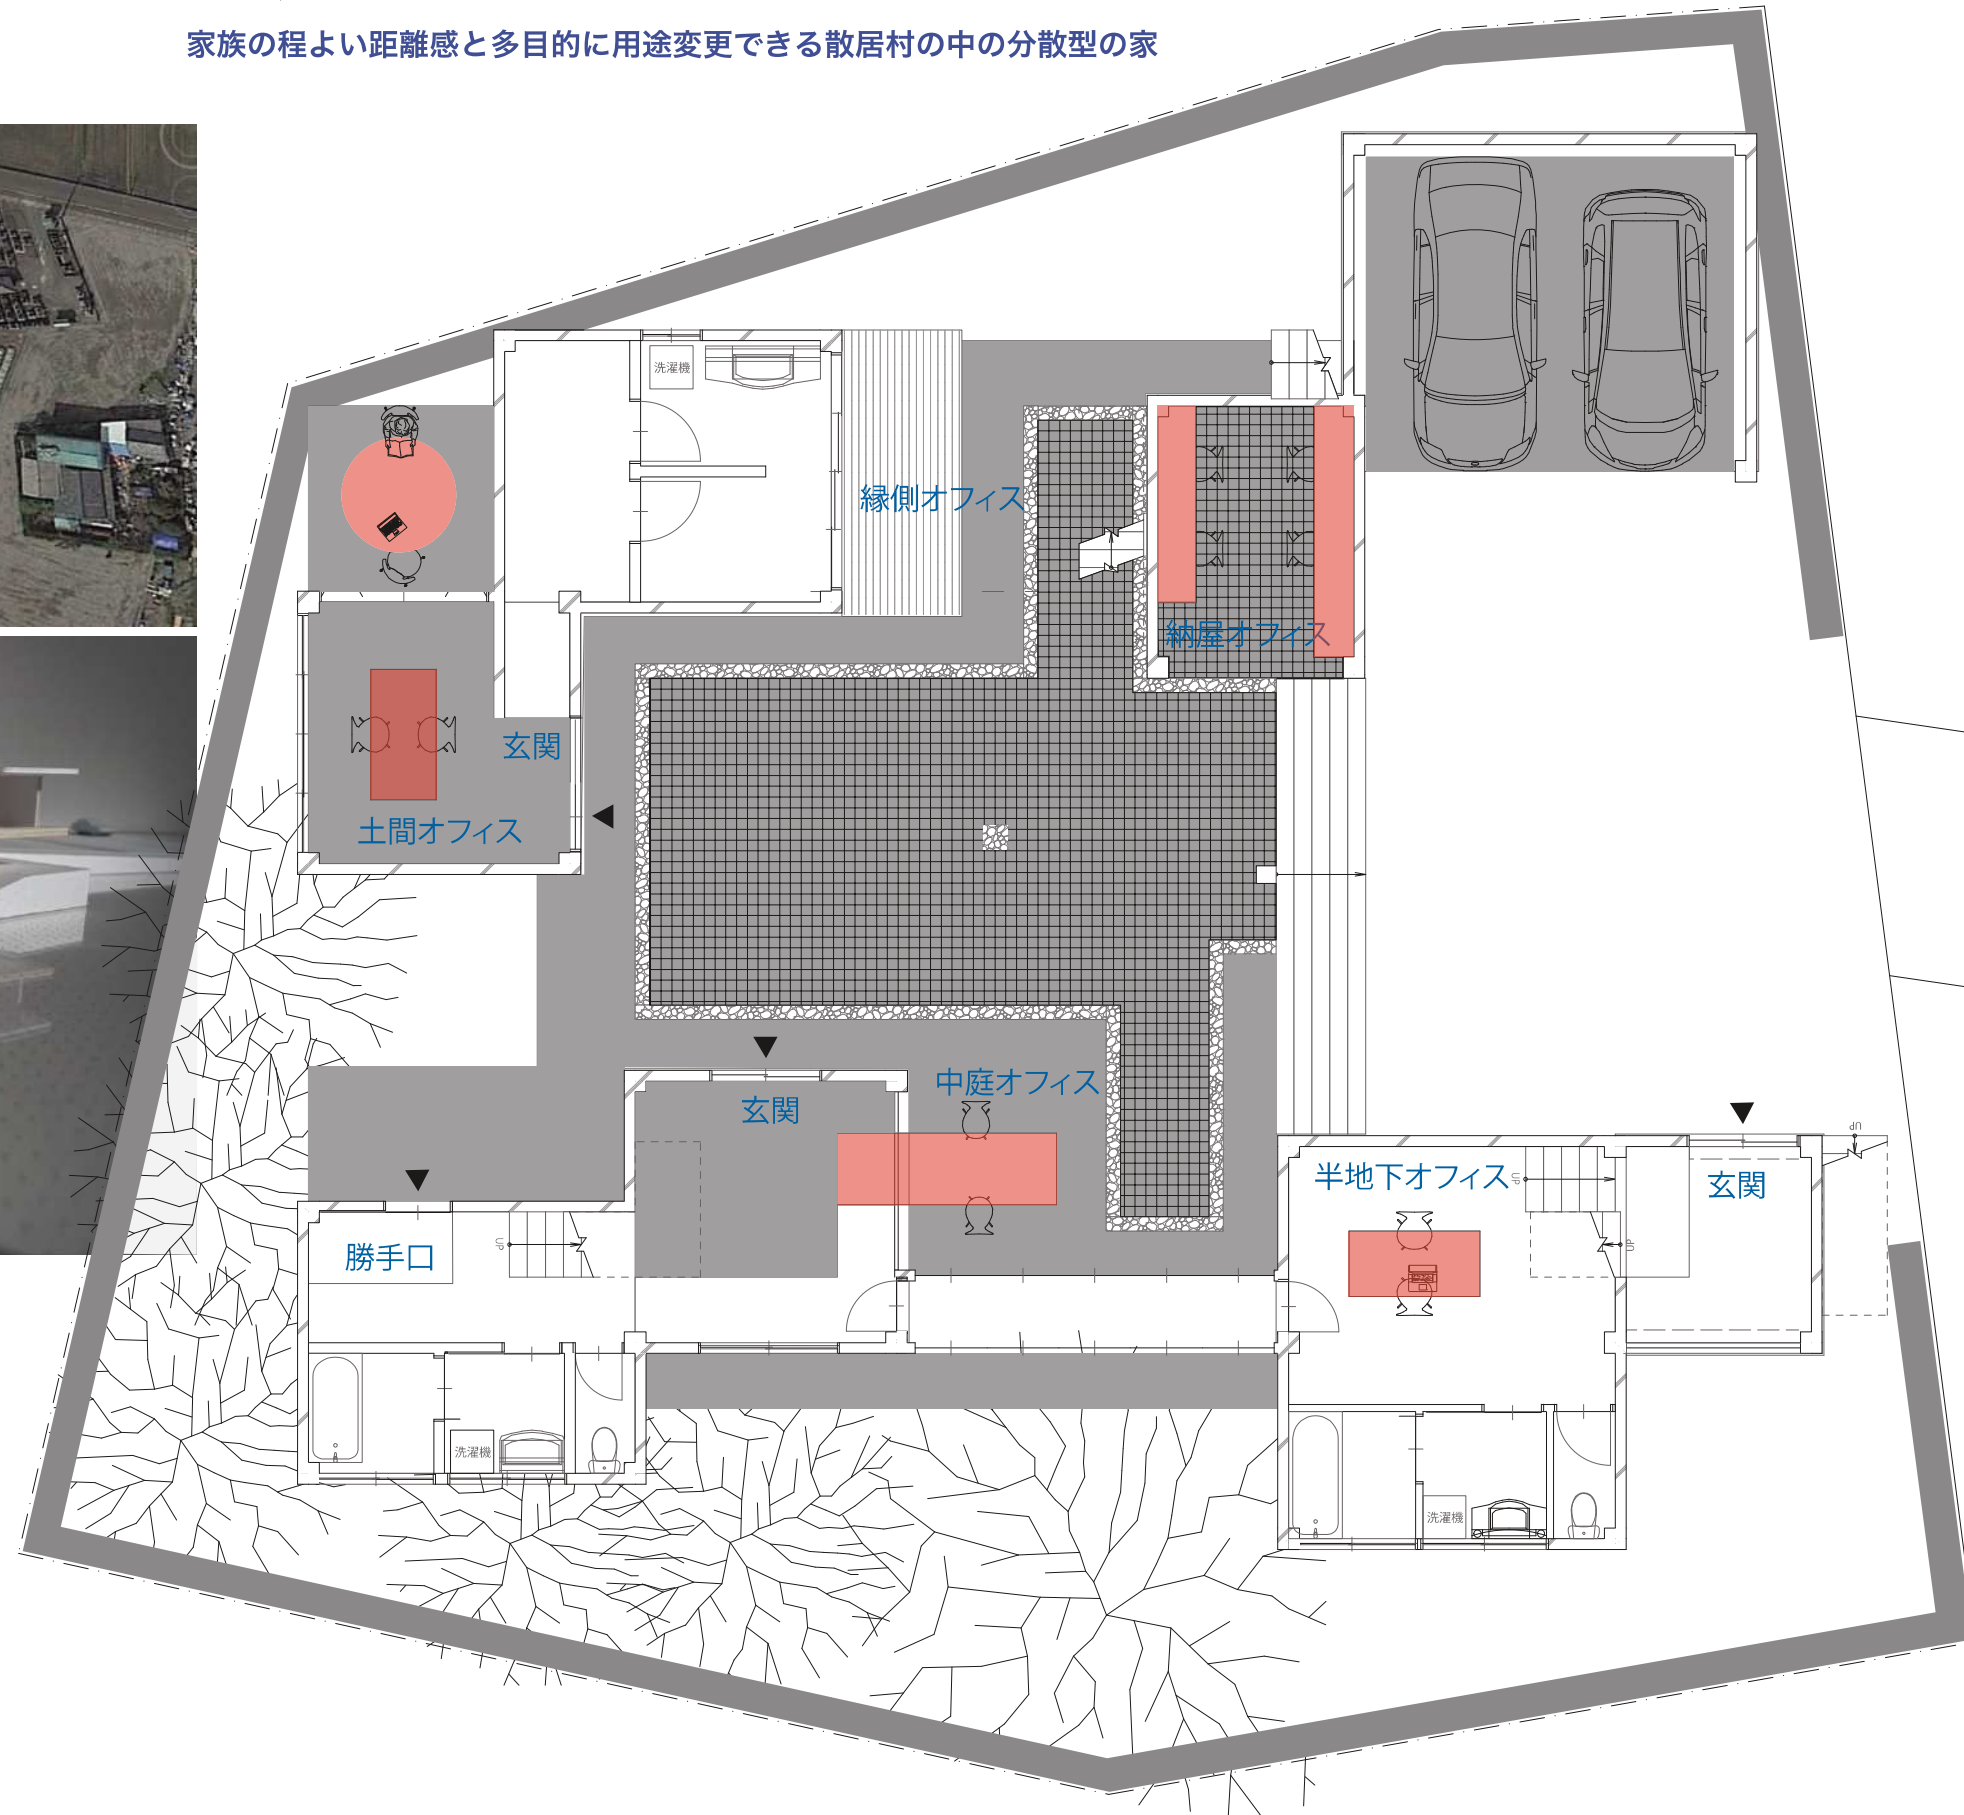 家族の程よい距離感と多目的に用途変更できる散居村の中の分散型の家
洗濯機
縁側オフィス
納屋オフィス
玄関
土間オフィス
中庭オフィス
玄関
UP
半地下オフィス
UP
玄関
勝手口
UP
UP
洗濯機
洗濯機